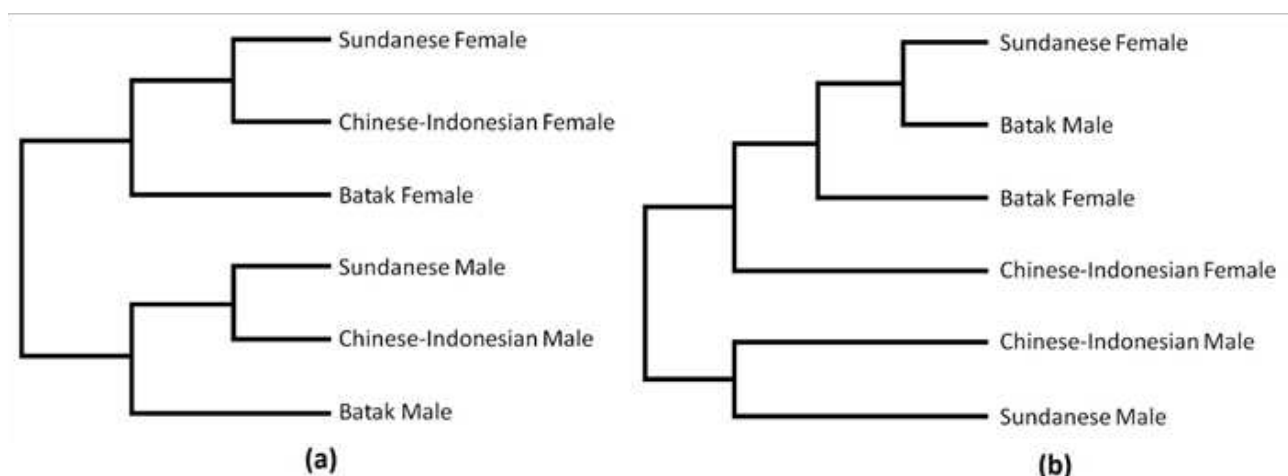 Sundanese Female
Chinese-Indonesian Female
Batak Female
Sundanese Male
Chinese-Indonesian Male
Batak Male
(a)
Sundanese Female
Batak Male
Batak Female
Chinese-Indonesian Female
Chinese-Indonesian Male
Sundanese Male
(b)